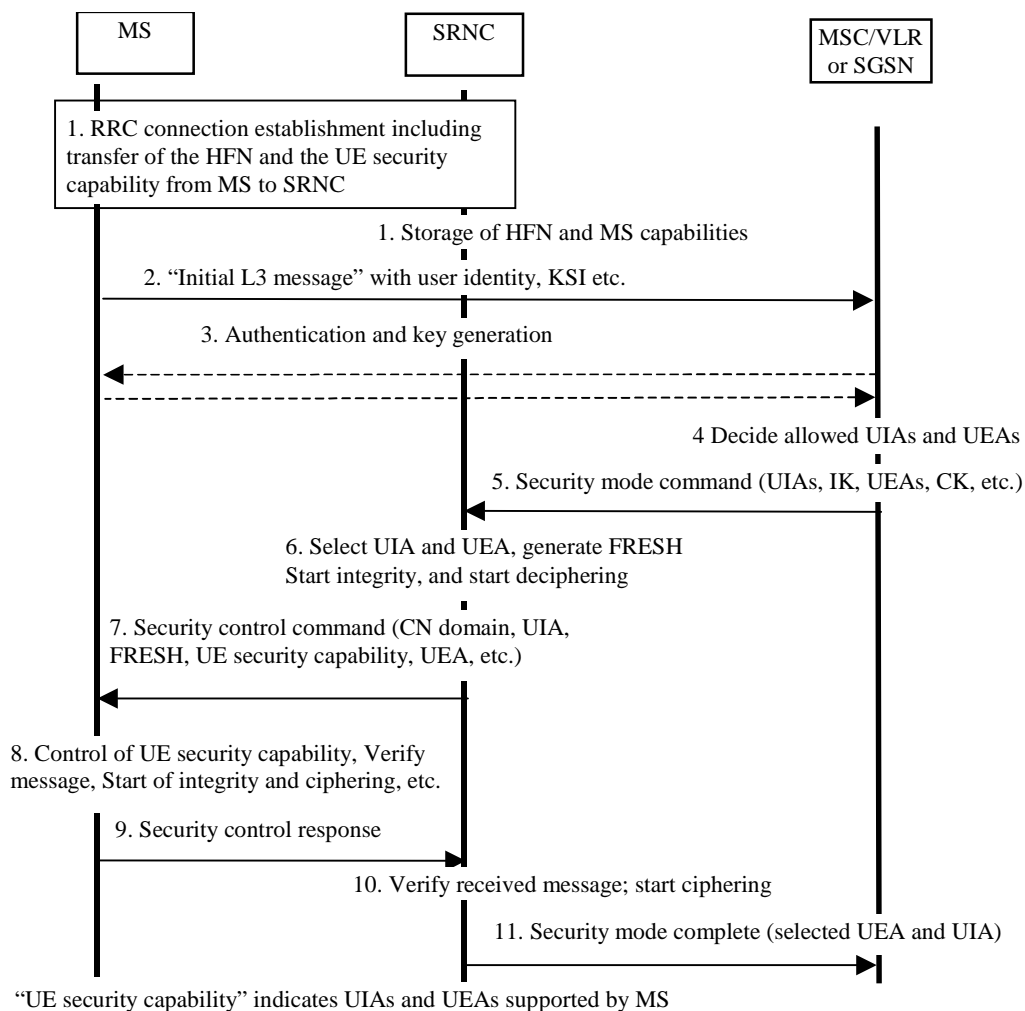 MS
SRNC
MSC/VLR
or SGSN
1. RRC connection establishment including
transfer of the HFN and the UE security
capability from MS to SRNC
1. Storage of HFN and MS capabilities
2. “Initial L3 message” with user identity, KSI etc.
3. Authentication and key generation
4 Decide allowed UIAs and UEAs
5. Security mode command (UIAs, IK, UEAs, CK, etc.)
6. Select UIA and UEA, generate FRESH
Start integrity, and start deciphering
7. Security control command (CN domain, UIA,
FRESH, UE security capability, UEA, etc.)
8. Control of UE security capability, Verify
message, Start of integrity and ciphering, etc.
9. Security control response
10. Verify received message; start ciphering
11. Security mode complete (selected UEA and UIA)
“UE security capability” indicates UIAs and UEAs supported by MS